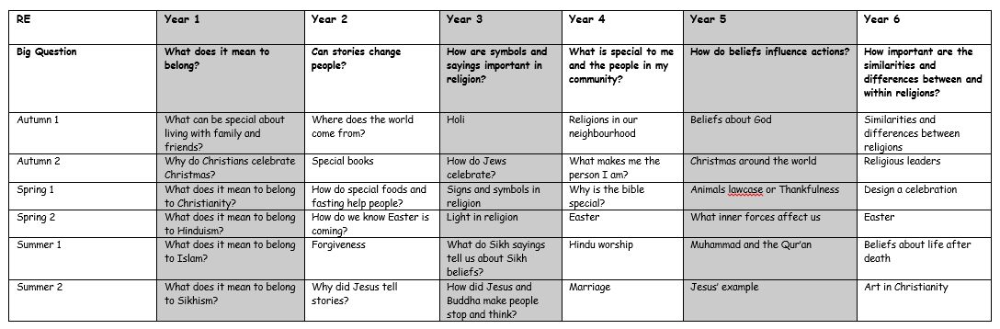 RE
Year 1
Year 2
Year 3
Year 4
Year 5
Year 6
Big Question
What does it mean to
belong?
Can stories change
people?
How are symbols and
sayings important in
religion?
What is special to me
and the people in my
community?
How do beliefs influence actions?
How important are the
similarities and
differences between and
within religions?
Autumn 1
What can be special about
living with family and
friends?
Where does the world
come from?
Holi
Religions in our
neighbourhood
Beliefs about God
Similarities and
differences between
religions
Autumn 2
Why do Christians celebrate
Christmas?
Special books
How do Jews
celebrate?
What makes me the
person I am?
Christmas around the world
Religious leaders
Spring 1
What does it mean to belong
to Christianity?
How do special foods and
fasting help people?
Signs and symbols in
religion
Why is the bible
special?
Animals lawcase or Thankfulness
Design a celebration
Spring 2
What does it mean to belong
to Hinduism?
How do we know Easter is
coming?
Light in religion
Easter
What inner forces affect us
Easter
Summer 1
What does it mean to belong
to Islam?
Forgiveness
What do Sikh sayings
tell us about Sikh
beliefs?
Hindu worship
Muhammad and the Qur'an
Beliefs about life after
death
Summer 2
What does it mean to belong
to Sikhism?
Why did Jesus tell
stories?
How did Jesus and
Buddha make people
stop and think?
Marriage
Jesus' example
Art in Christianity